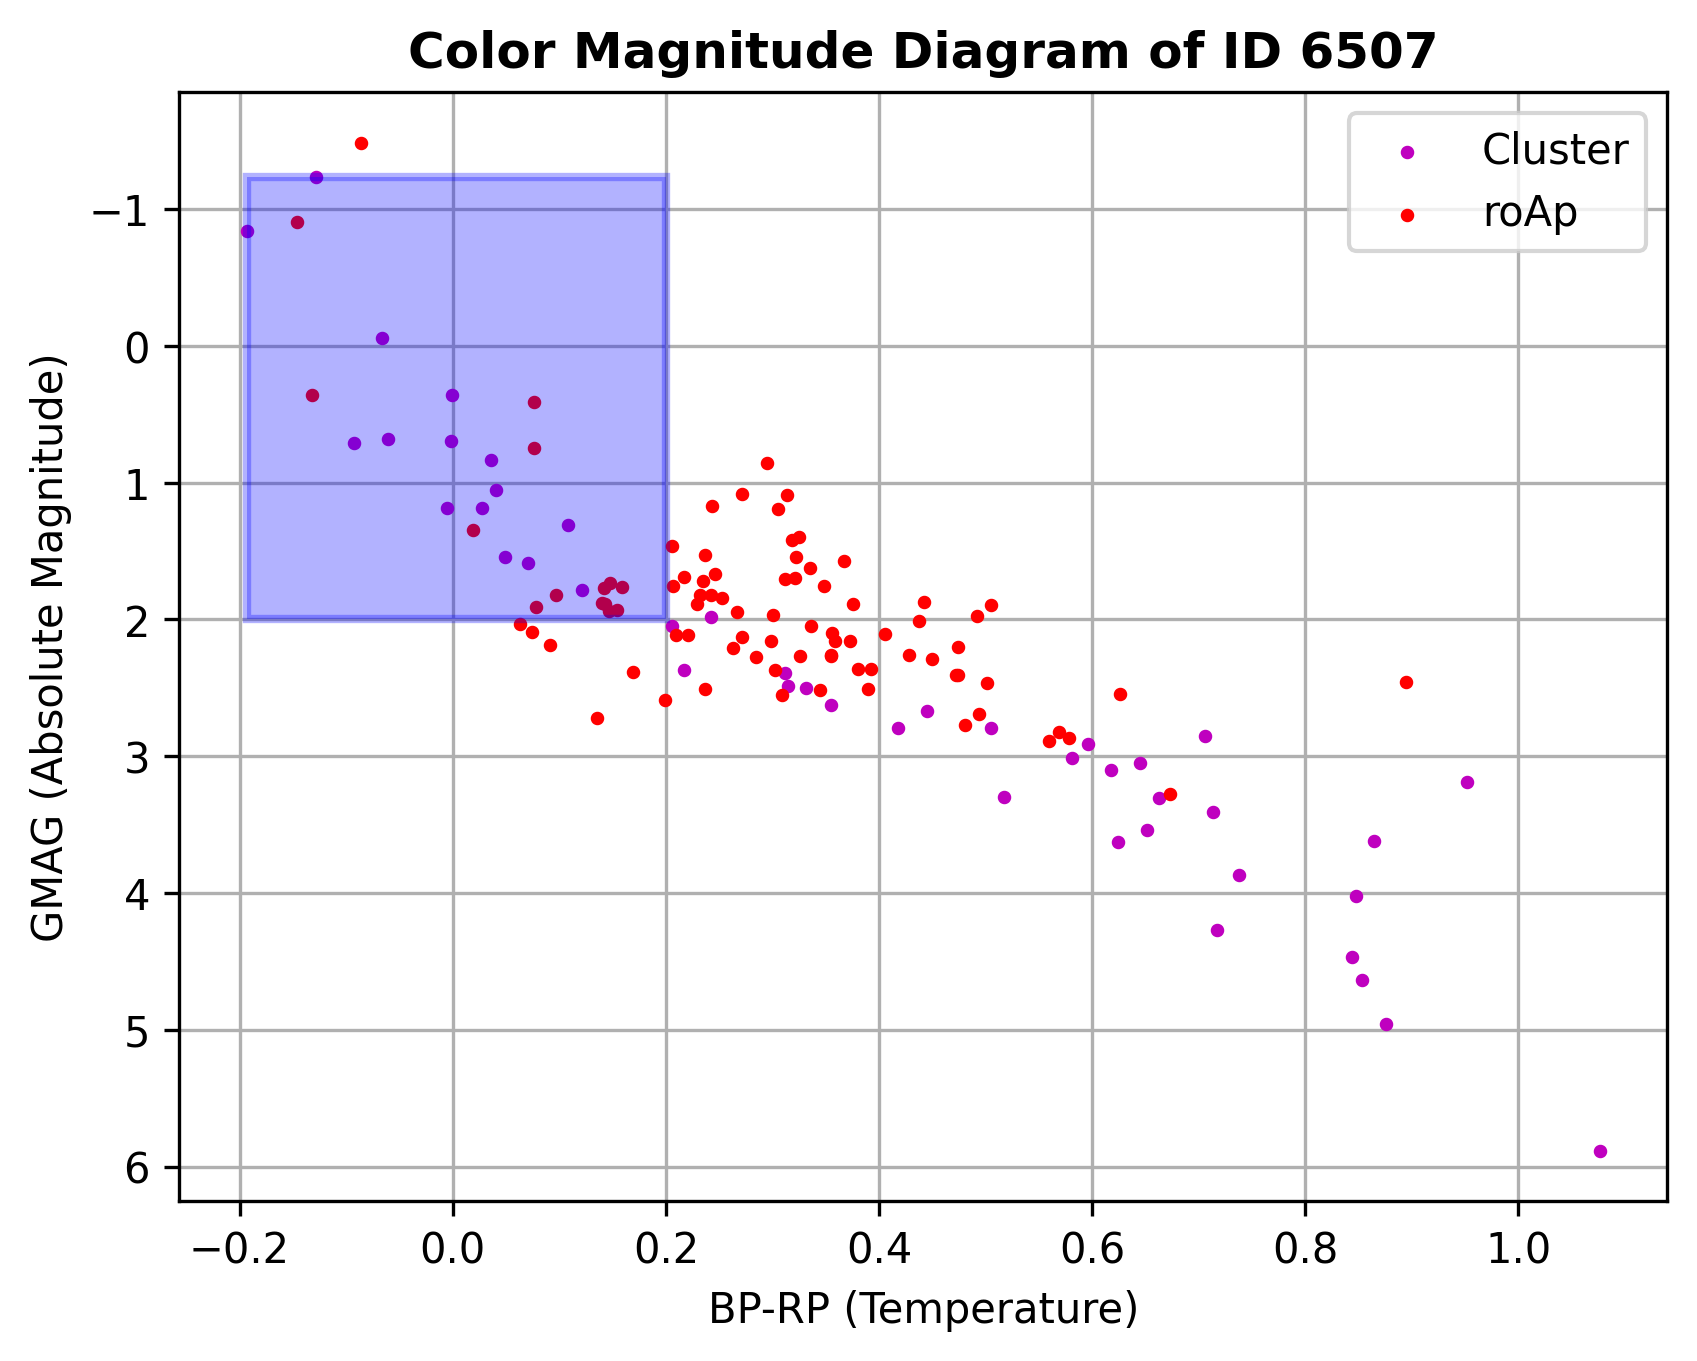 Color Magnitude Diagram of ID 6507
Cluster
roAp
GMAG (Absolute Magnitude)
−1
0
1
2
3
4
5
6
−0.2 0.0 0.2 0.4 0.6 0.8 1.0
BP-RP (Temperature)